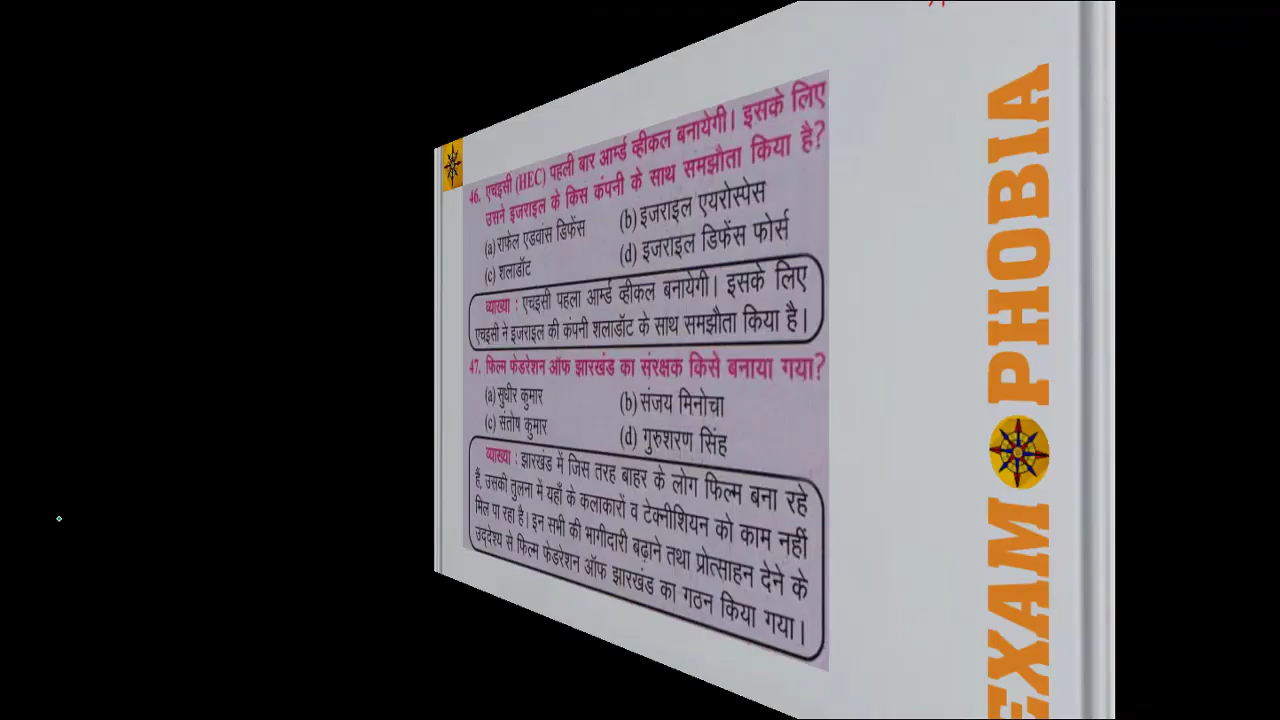 46. एचइसी (HEC) पहली बार आर्म्ड व्हीकल बनायेगी। इसके लिए
उसने इजराइल के किस कंपनी के साथ समझौता किया है?
(a) राफेल एडवांस डिफेंस (b) इजराइल एयरोस्पेस
(c) शलाडॉट (d) इजराइल डिफेंस फोर्स
व्याख्या : एचइसी पहला आर्म्ड व्हीकल बनायेगी। इसके लिए
एचइसी ने इजराइल की कंपनी शलाडॉट के साथ समझौता किया है।
47. फिल्म फेडरेशन ऑफ झारखंड का संरक्षक किसे बनाया गया?
(a) सुधीर कुमार (b) संजय मिनोचा
(c) संतोष कुमार (d) गुरुशरण सिंह
व्याख्या : झारखंड में जिस तरह बाहर के लोग फिल्म बना रहे
हैं, उसकी तुलना में यहाँ के कलाकारों व टेक्नीशियन को काम नहीं
मिल पा रहा है। इन सभी की भागीदारी बढ़ाने तथा प्रोत्साहन देने के
उद्देश्य से फिल्म फेडरेशन ऑफ झारखंड का गठन किया गया।
EXAM PHOBIA